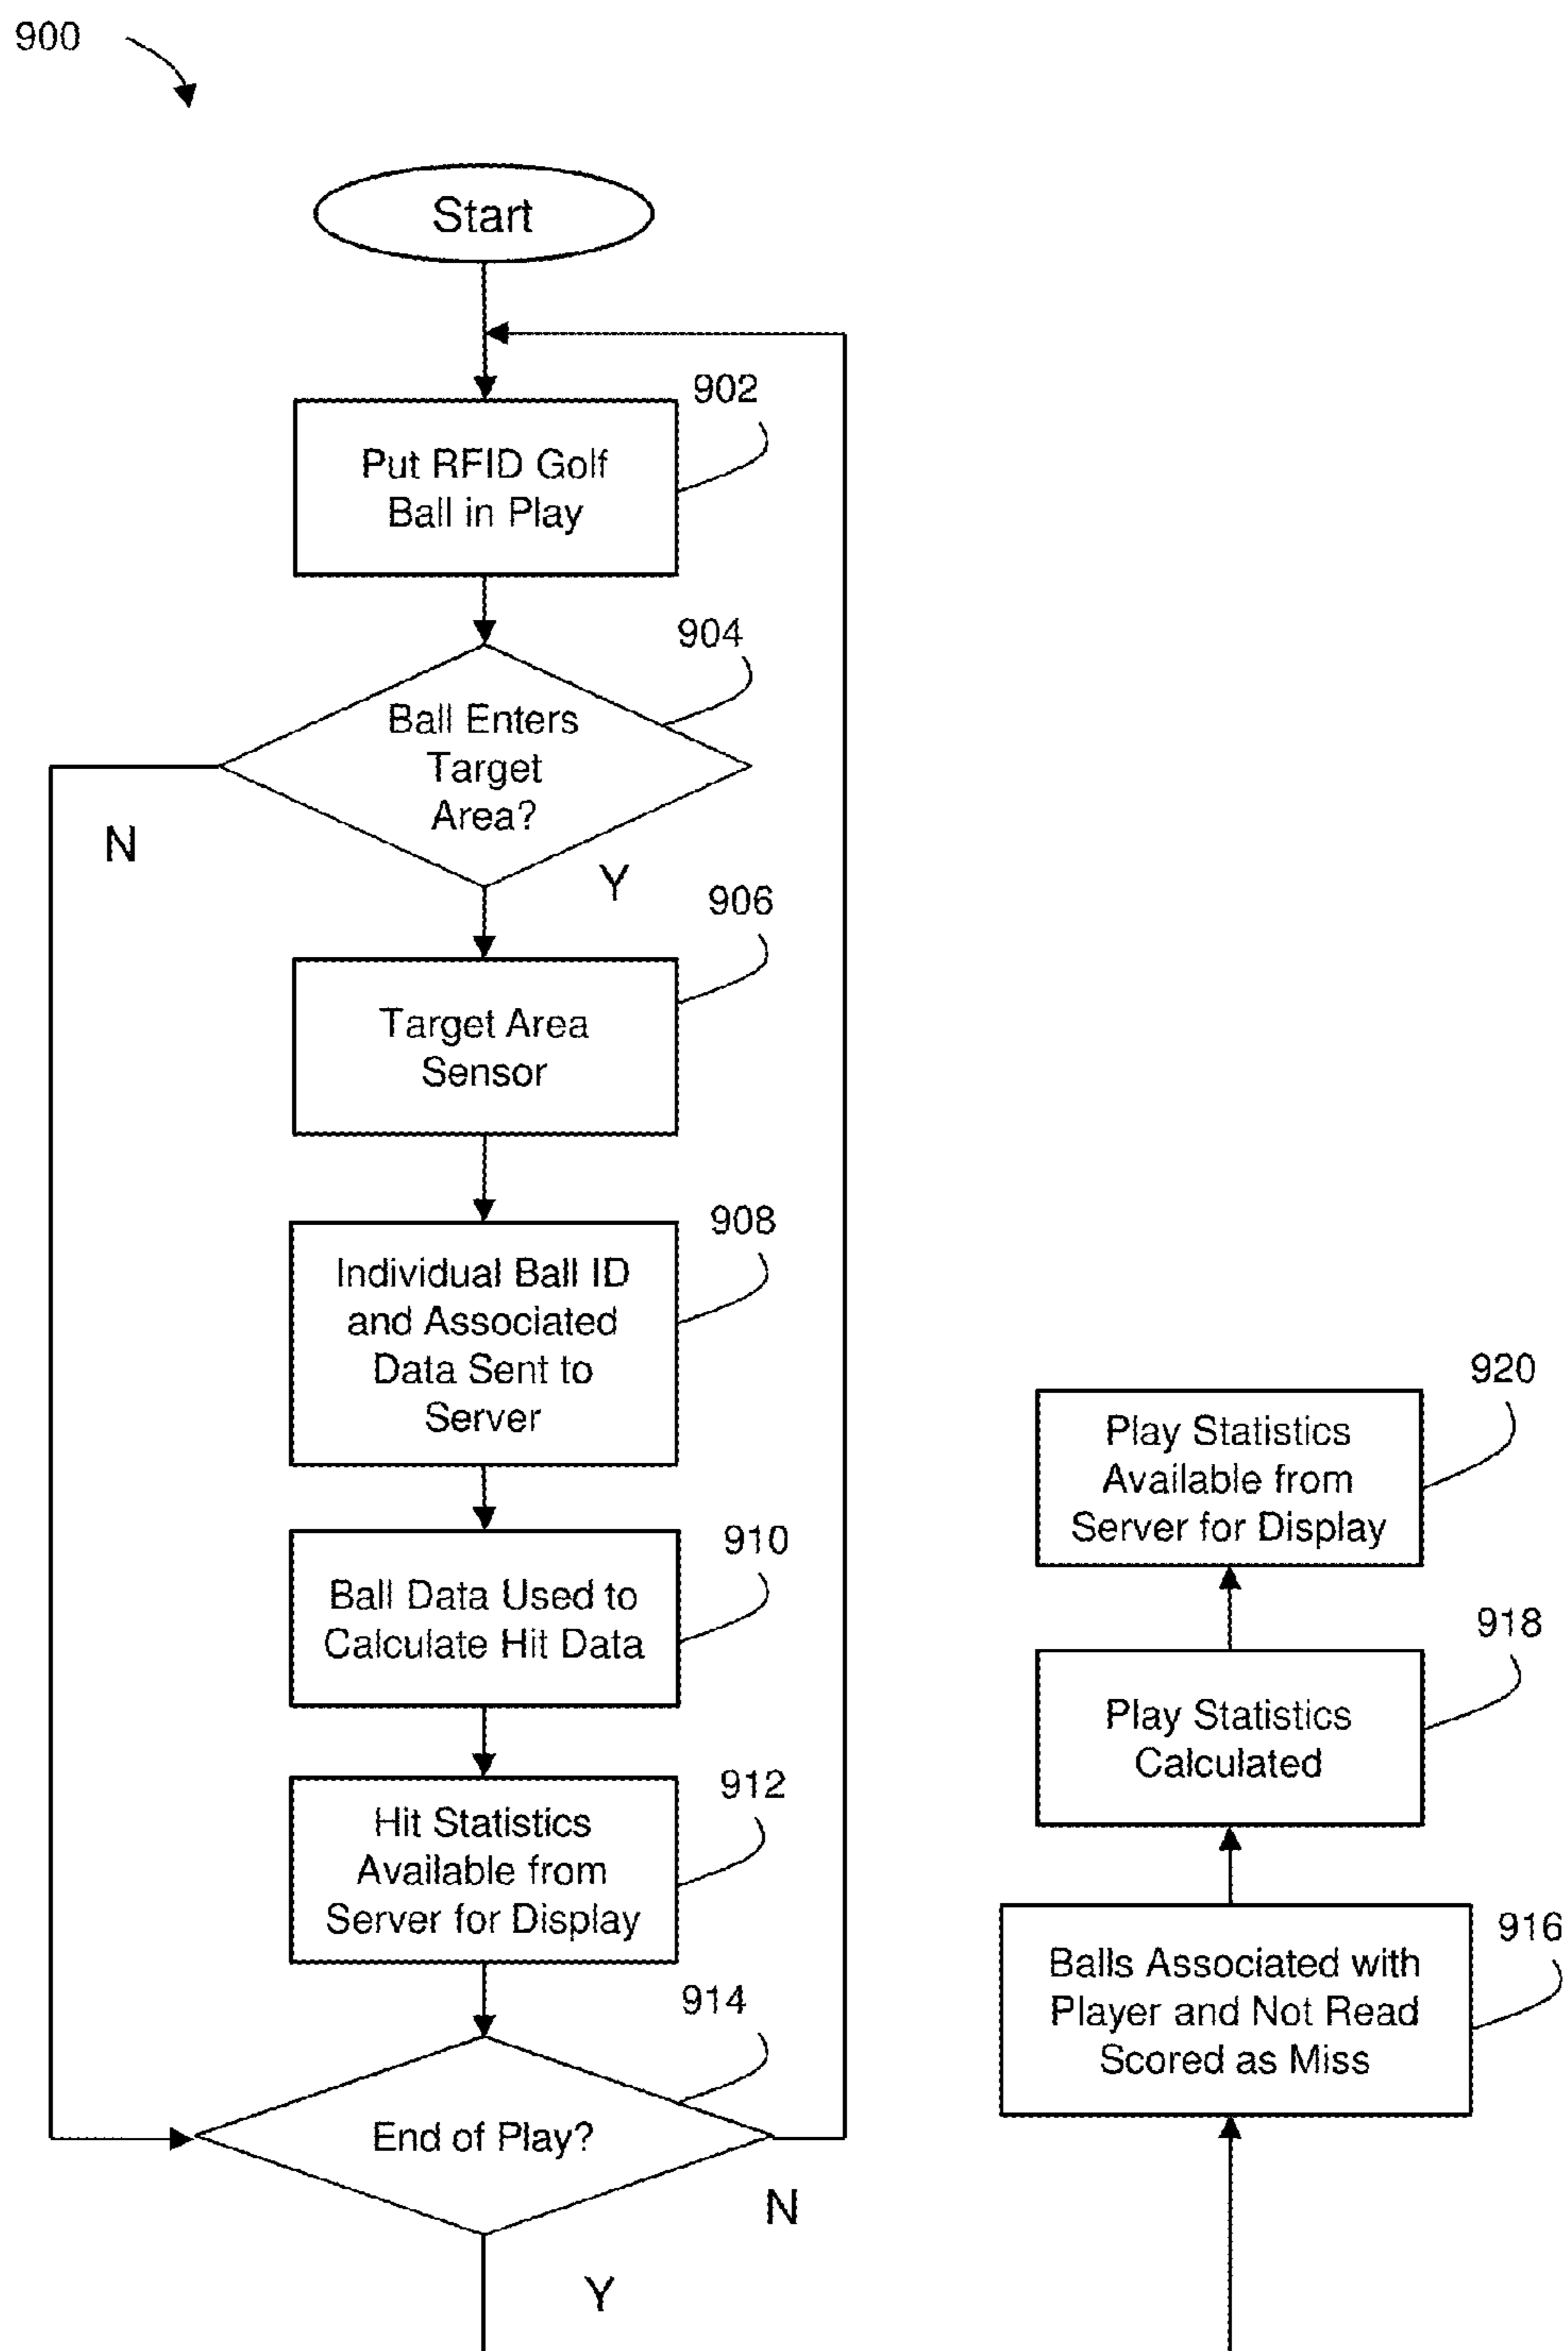 900
Start
902
Put RFID Golf
Ball in Play
904
Ball Enters
Target
Area?
N
Y
906
Target Area
Sensor
908
Individual Ball ID
and Associated
Data Sent to
Server
910
Ball Data Used to
Calculate Hit Data
912
Hit Statistics
Available from
Server for Display
914
End of Play?
N
Y
916
Balls Associated with
Player and Not Read
Scored as Miss
918
Play Statistics
Calculated
920
Play Statistics
Available from
Server for Display